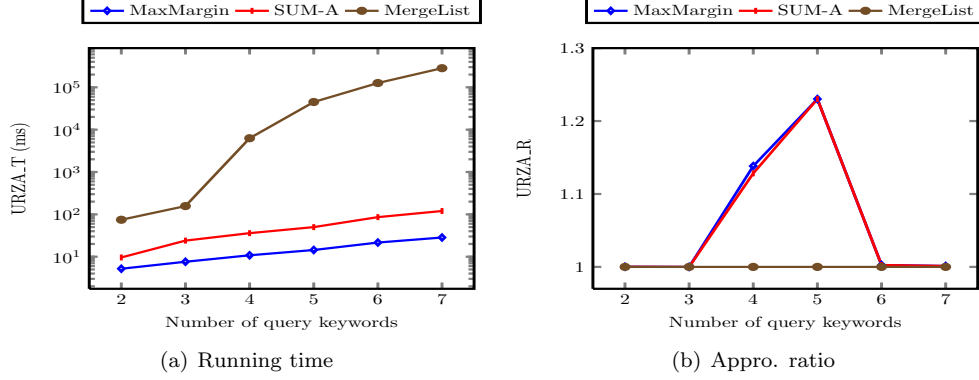 MaxMargin SUM-A MergeList
URZA_T (ms)
10^5
10^4
10^3
10^2
10^1
2 3 4 5 6 7
Number of query keywords
(a) Running time
MaxMargin SUM-A MergeList
URZA_R
1.3
1.2
1.1
1
2 3 4 5 6 7
Number of query keywords
(b) Appro. ratio